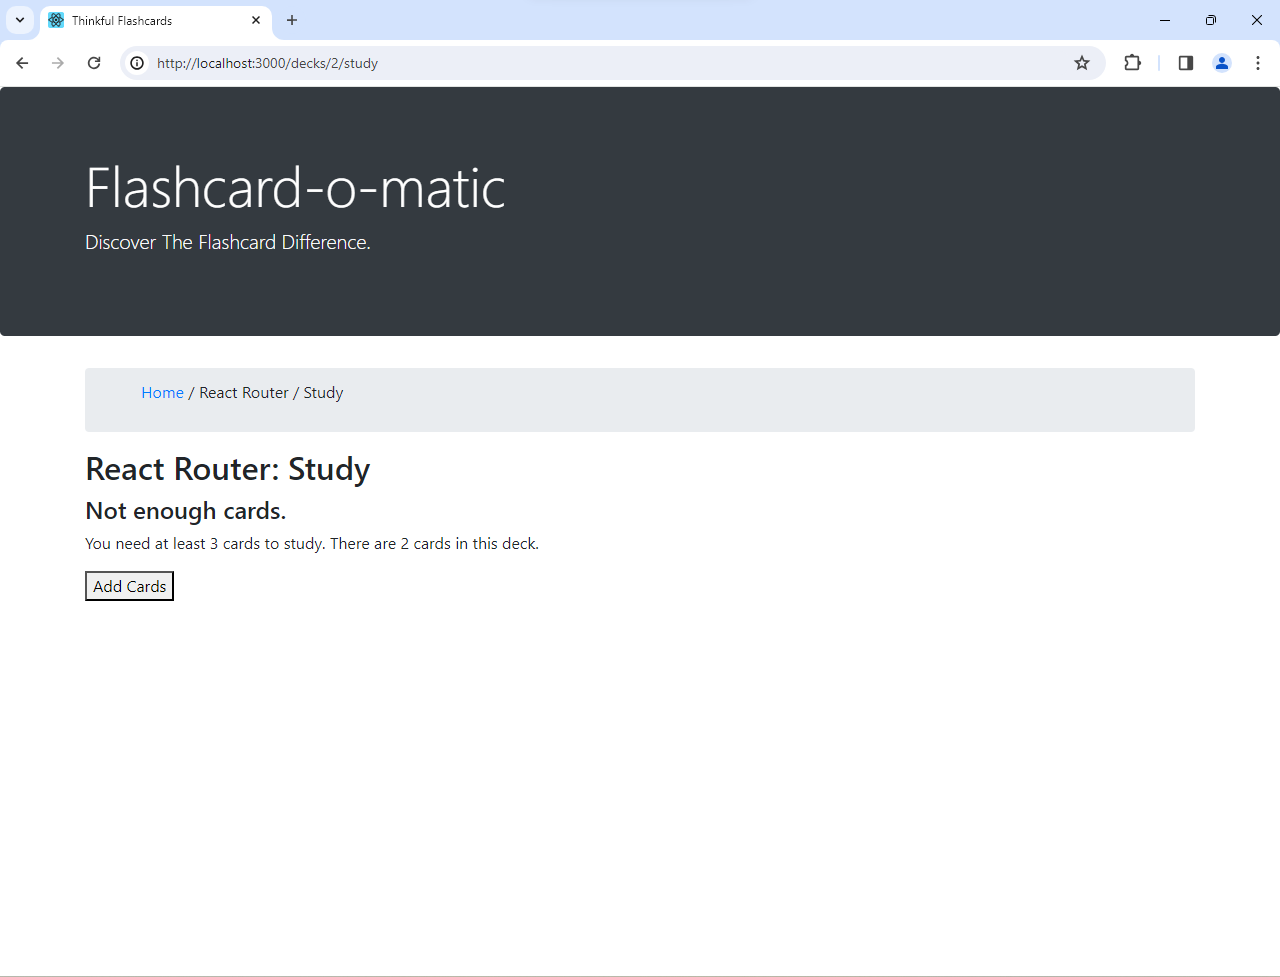 Thinkful Flashcards
http://localhost:3000/decks/2/study
Flashcard-o-matic
Discover The Flashcard Difference.
Home / React Router / Study
React Router: Study
Not enough cards.
You need at least 3 cards to study. There are 2 cards in this deck.
Add Cards